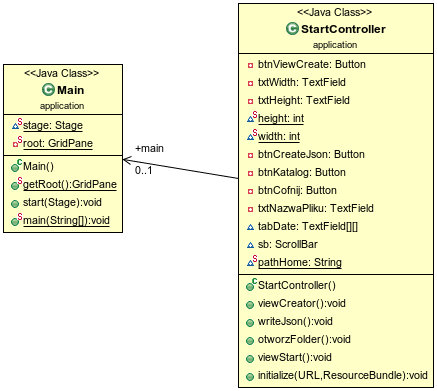 <<Java Class>>
Main
application
stage: Stage
root: GridPane
Main()
getRoot():GridPane
start(Stage):void
main(String[]):void
+main
0..1
<<Java Class>>
StartController
application
btnViewCreate: Button
txtWidth: TextField
txtHeight: TextField
height: int
width: int
btnCreateJson: Button
btnKatalog: Button
btnCofnij: Button
txtNazwaPliku: TextField
tabDate: TextField[][]
sb: ScrollBar
pathHome: String
StartController()
viewCreator():void
writeJson():void
otworzFolder():void
viewStart():void
initialize(URL,ResourceBundle):void